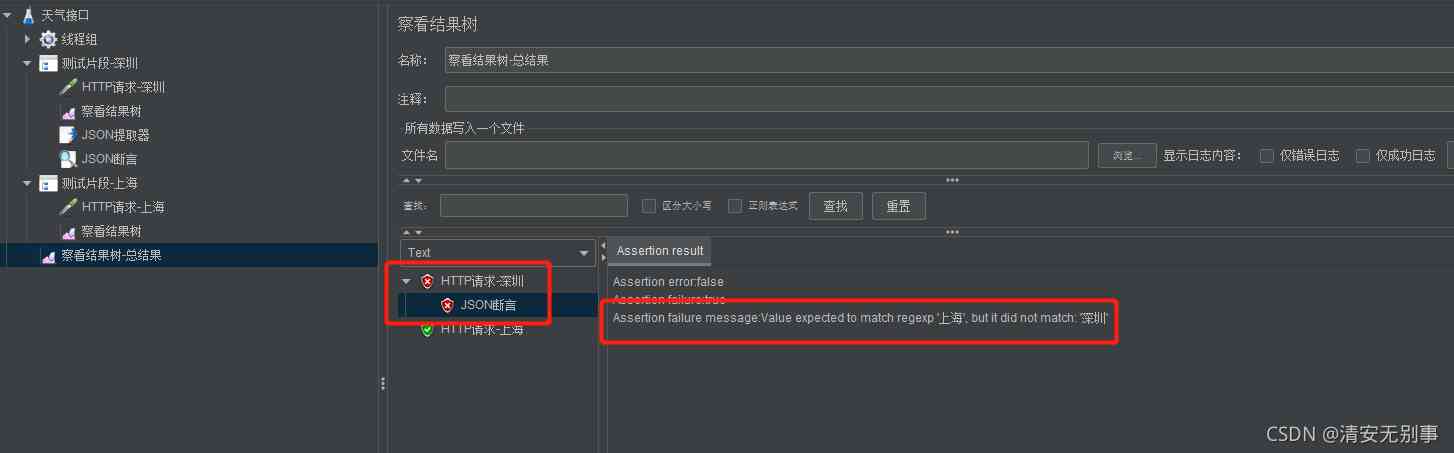 天气接口
线程组
测试片段-深圳
HTTP请求-深圳
察看结果树
JSON提取器
JSON断言
测试片段-上海
HTTP请求-上海
察看结果树
察看结果树-总结果
察看结果树
名称： 察看结果树-总结果
注释：
所有数据写入一个文件
文件名 浏览... 显示日志内容： 仅错误日志 仅成功日志
查找： 区分大小写 正则表达式 查找 重置
Text
HTTP请求-深圳
JSON断言
HTTP请求-上海
Assertion result
Assertion error:false
Assertion failure:true
Assertion failure message:Value expected to match regexp '上海', but it did not match: '深圳'
CSDN @清安无别事